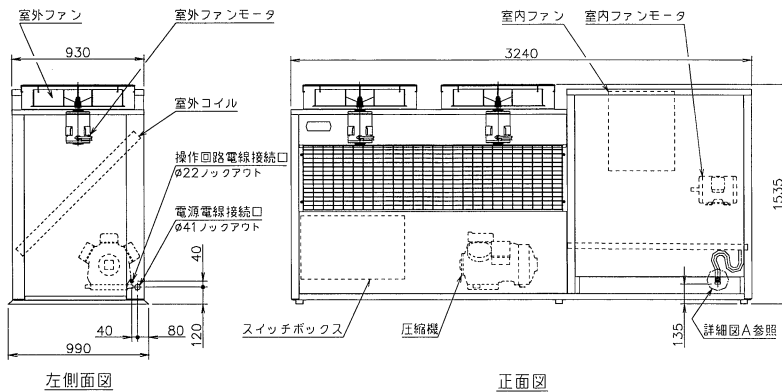 室外ファン
室外ファンモータ
930
室外コイル
操作回路電線接続口
Ø22ノックアウト
電源電線接続口
Ø41ノックアウト
40
120
40
80
990
左側面図
室内ファン
室内ファンモータ
3240
1535
135
スイッチボックス
圧縮機
詳細図A参照
正面図